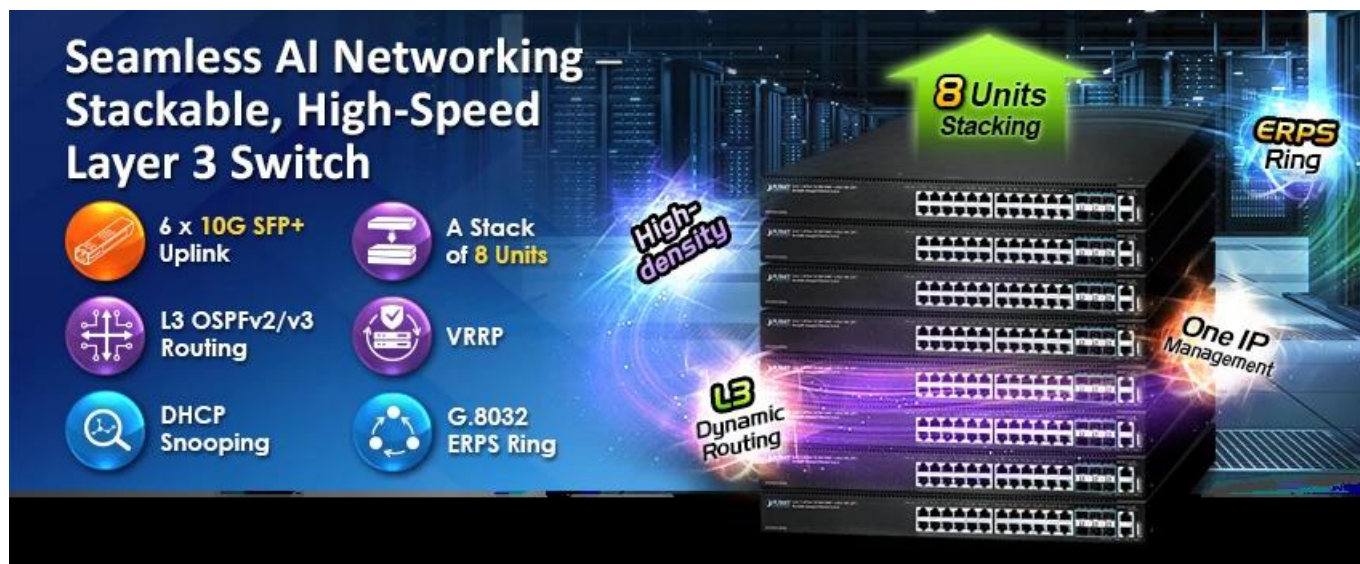 Seamless AI Networking –
Stackable, High-Speed
Layer 3 Switch
6 x 10G SFP+
Uplink
A Stack
of 8 Units
L3 OSPFv2/v3
Routing
VRRP
DHCP
Snooping
G.8032
ERPS Ring
8 Units
Stacking
ERPS
Ring
High-
density
One IP
Management
L3
Dynamic
Routing
PLANET